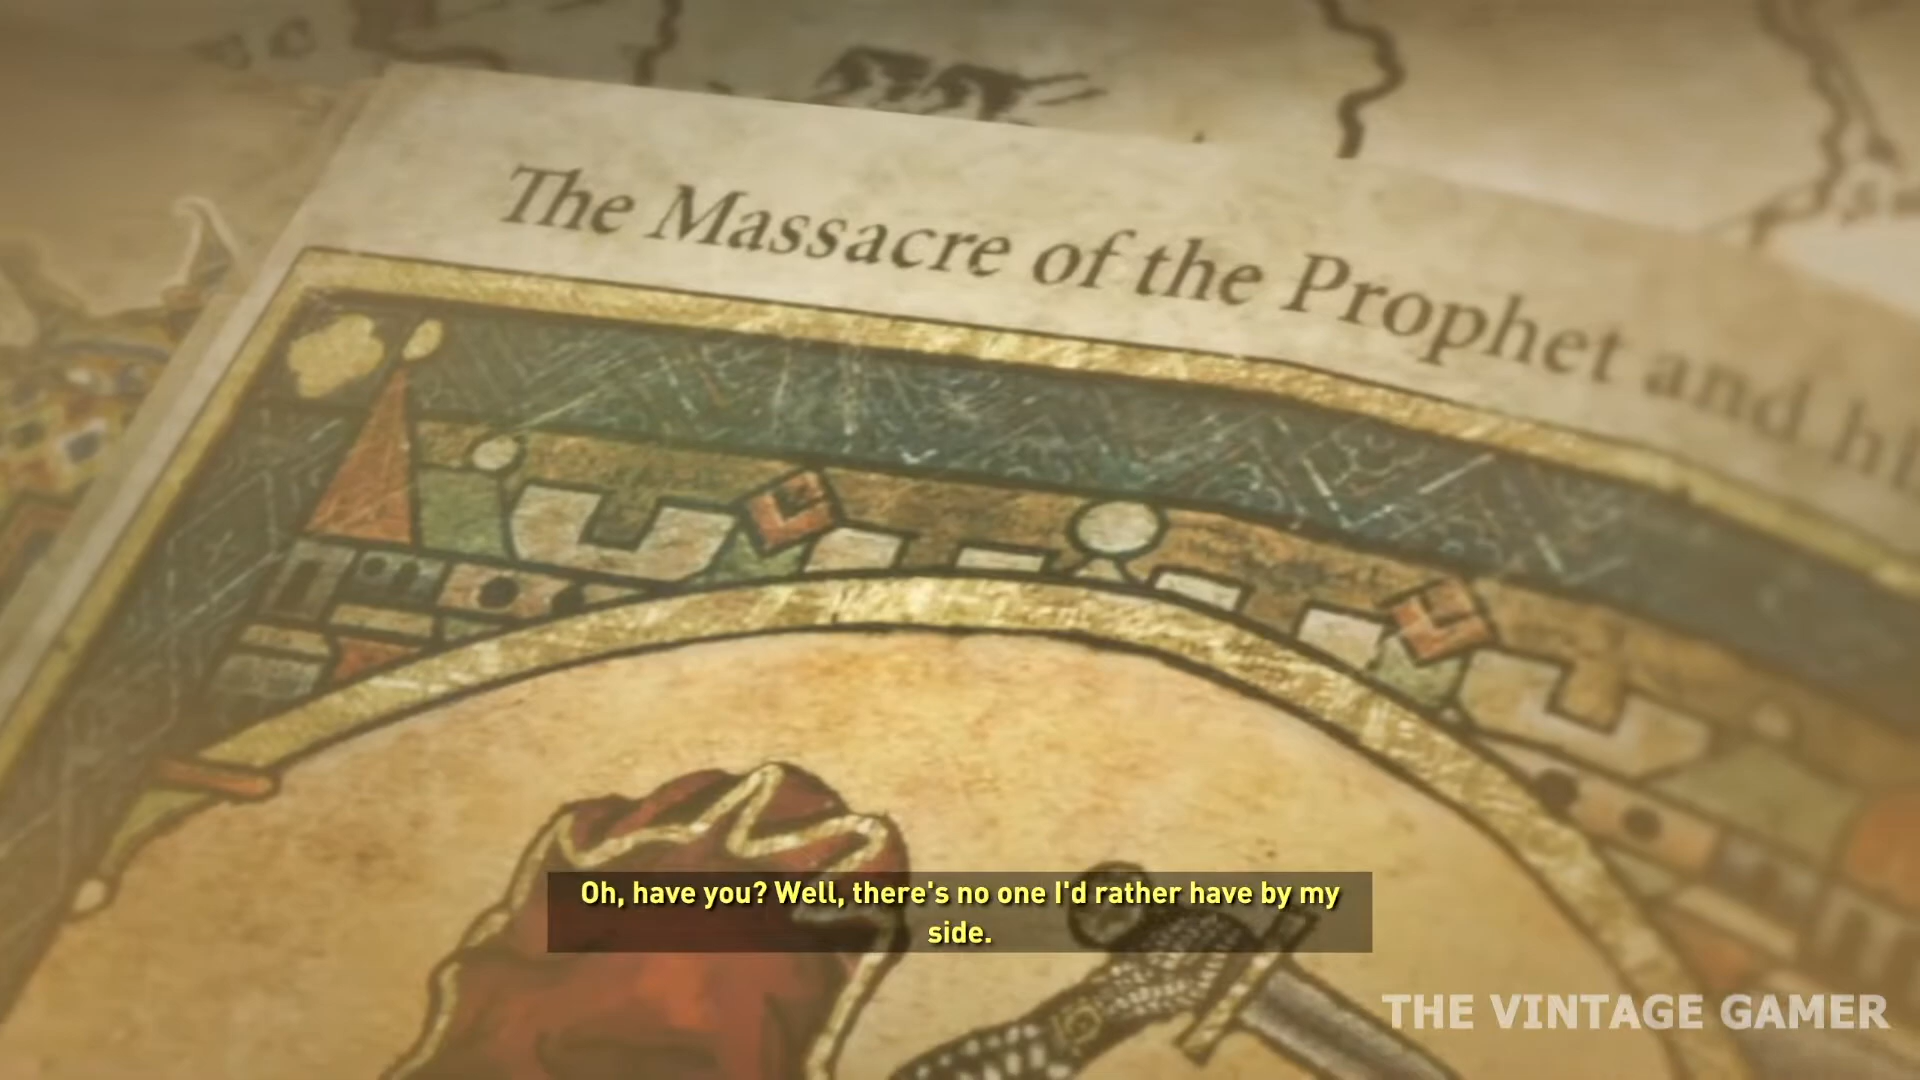 The Massacre of the Prophet and
Oh, have you? Well, there's no one I'd rather have by my
side.
THE VINTAGE GAMER